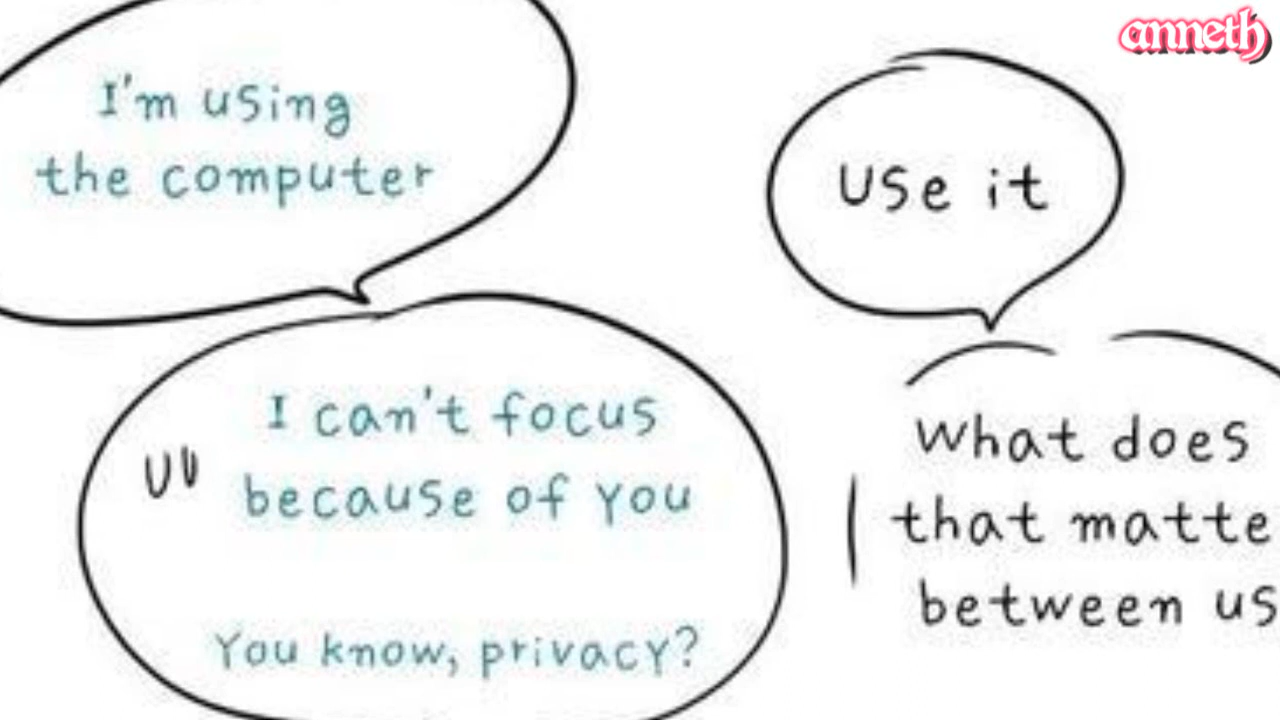 anneth
I'm using
the computer
Use it
I can't focus
because of you
You know, privacy?
What does
that matte
between us